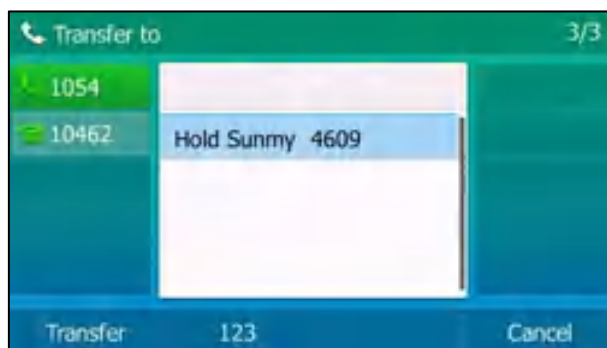 Transfer to 3/3
1054
10462
Hold Sunmy 4609
Transfer 123 Cancel